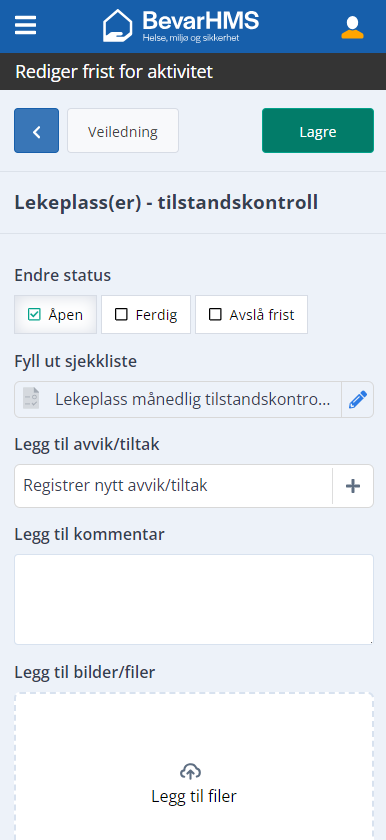 BevarHMS
Helse, miljø og sikkerhet
Rediger frist for aktivitet
Veiledning
Lagre
Lekeplass(er) - tilstandskontroll
Endre status
Åpen
Ferdig
Avslå frist
Fyll ut sjekkliste
Lekeplass månedlig tilstandskontro...
Legg til avvik/tiltak
Registrer nytt avvik/tiltak
Legg til kommentar
Legg til bilder/filer
Legg til filer